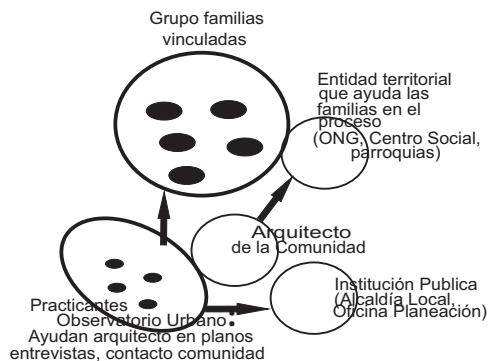 Grupo familias
vinculadas
Entidad territorial
que ayuda las
familias en el
proceso
(ONG, Centro Social,
parroquias)
Arquitecto
de la Comunidad
Institución Publica
(Alcaldía Local,
Oficina Planeación)
Practicantes
Observatorio Urbano:
Ayudan arquitecto en planos
entrevistas, contacto comunidad